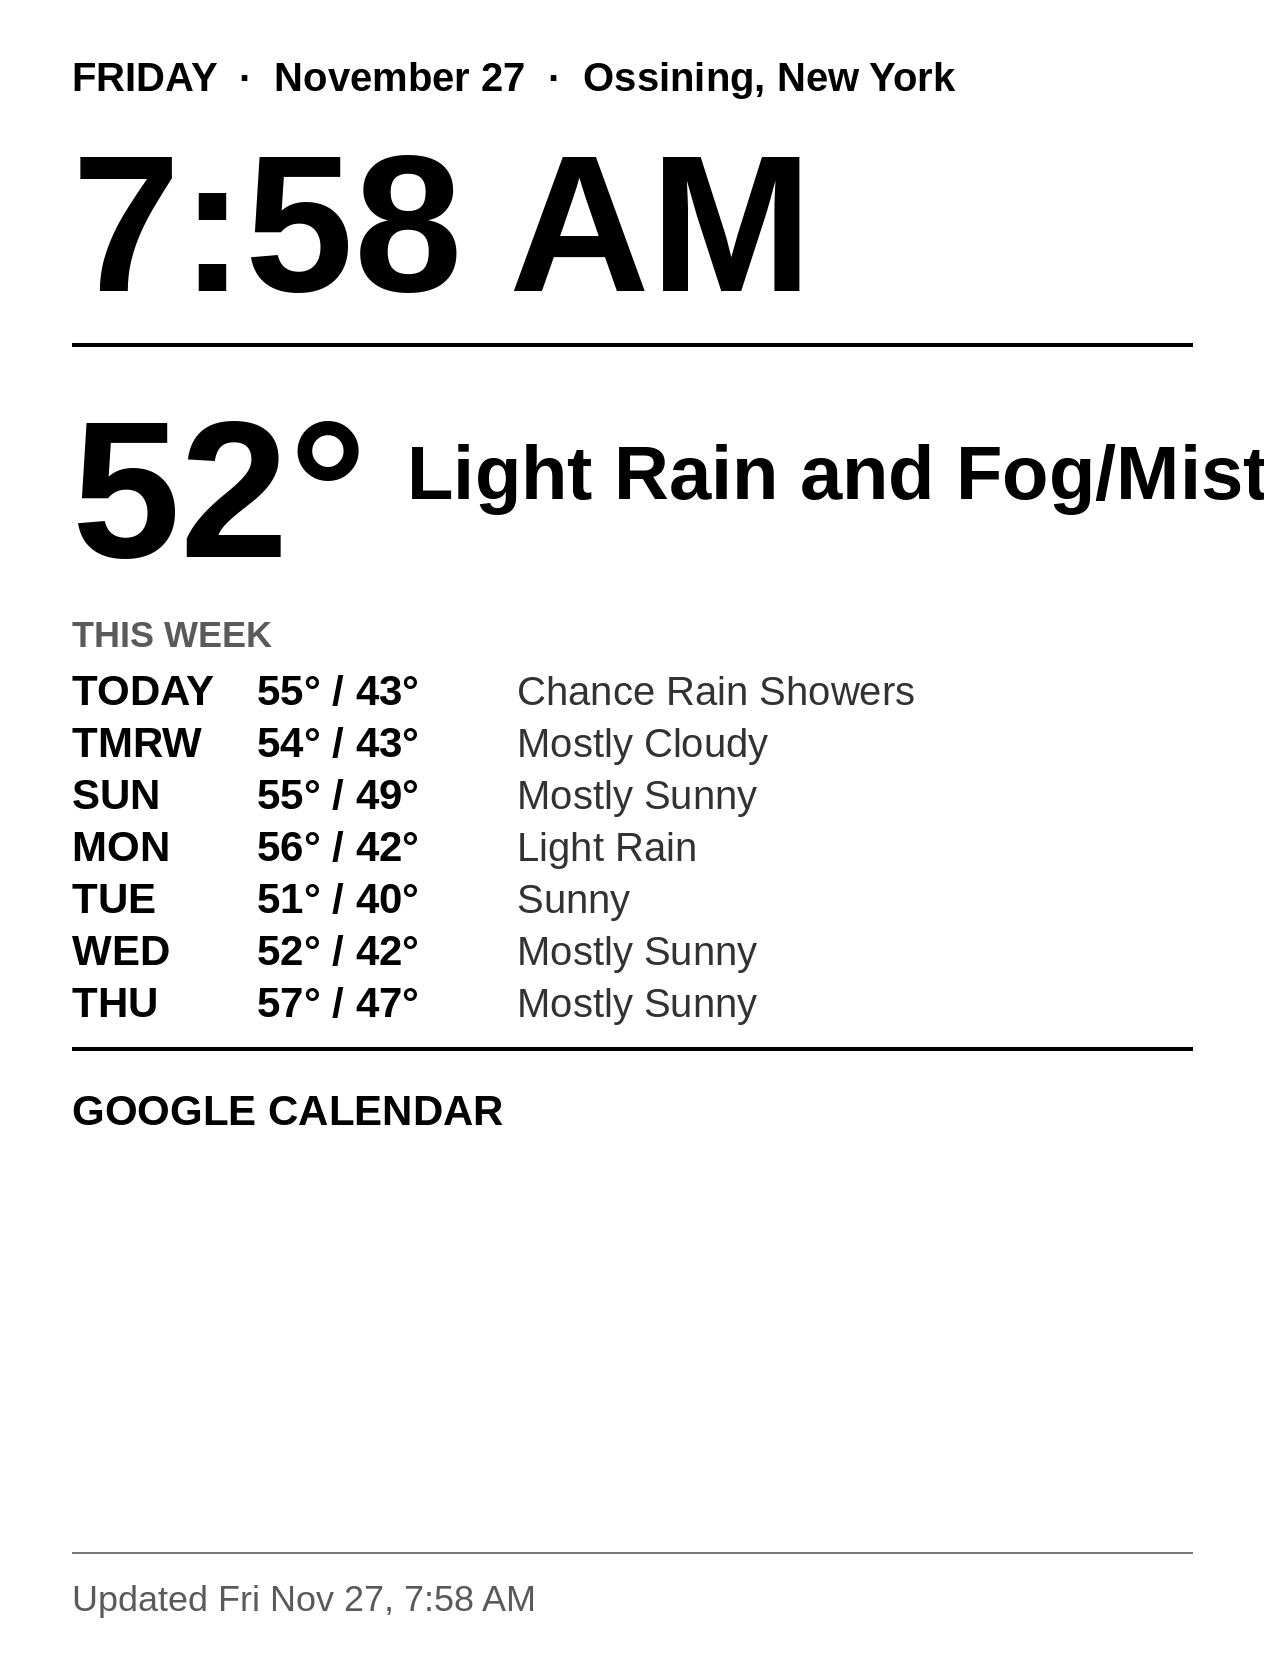 FRIDAY · November 27 · Ossining, New York
7:58 AM
52° Light Rain and Fog/Mist
THIS WEEK
TODAY 55° / 43° Chance Rain Showers
TMRW 54° / 43° Mostly Cloudy
SUN 55° / 49° Mostly Sunny
MON 56° / 42° Light Rain
TUE 51° / 40° Sunny
WED 52° / 42° Mostly Sunny
THU 57° / 47° Mostly Sunny
GOOGLE CALENDAR
Updated Fri Nov 27, 7:58 AM